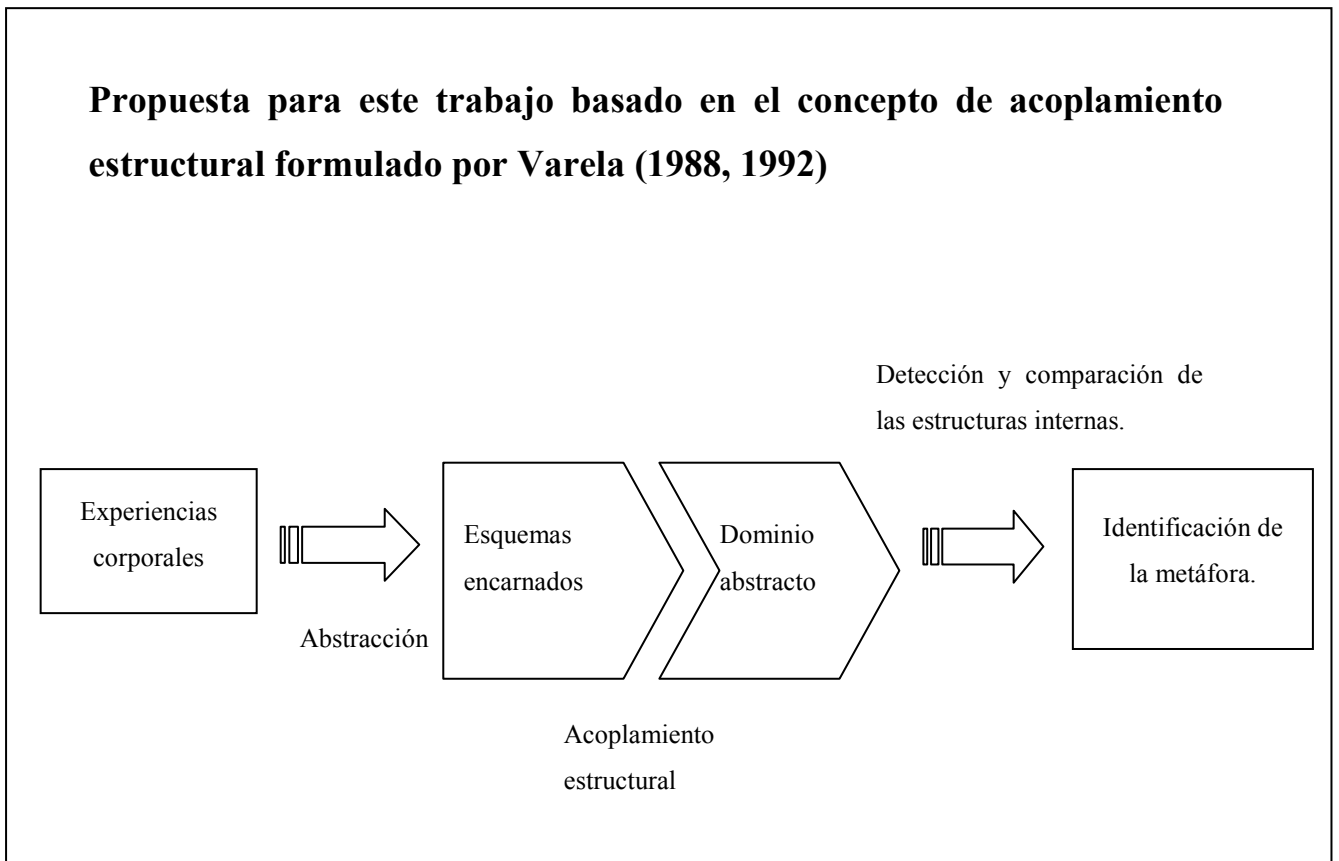 Propuesta para este trabajo basado en el concepto de acoplamiento
estructural formulado por Varela (1988, 1992)
Detección y comparación de
las estructuras internas.
Experiencias
corporales
Abstracción
Esquemas
encarnados
Acoplamiento
estructural
Dominio
abstracto
Identificación de
la metáfora.